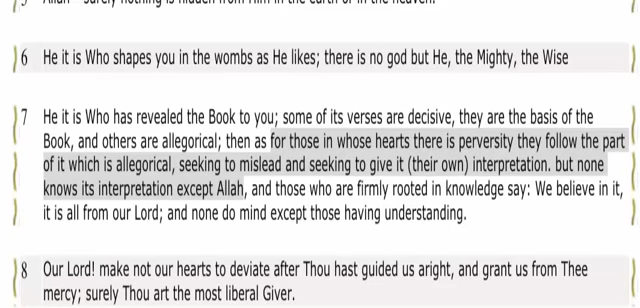 6 He it is Who shapes you in the wombs as He likes; there is no god but He, the Mighty, the Wise
7 He it is Who has revealed the Book to you; some of its verses are decisive, they are the basis of the
Book, and others are allegorical; then as for those in whose hearts there is perversity they follow the part
of it which is allegorical, seeking to mislead and seeking to give it (their own) interpretation. but none
knows its interpretation except Allah, and those who are firmly rooted in knowledge say: We believe in it,
it is all from our Lord; and none do mind except those having understanding.
8 Our Lord! make not our hearts to deviate after Thou hast guided us aright, and grant us from Thee
mercy; surely Thou art the most liberal Giver.